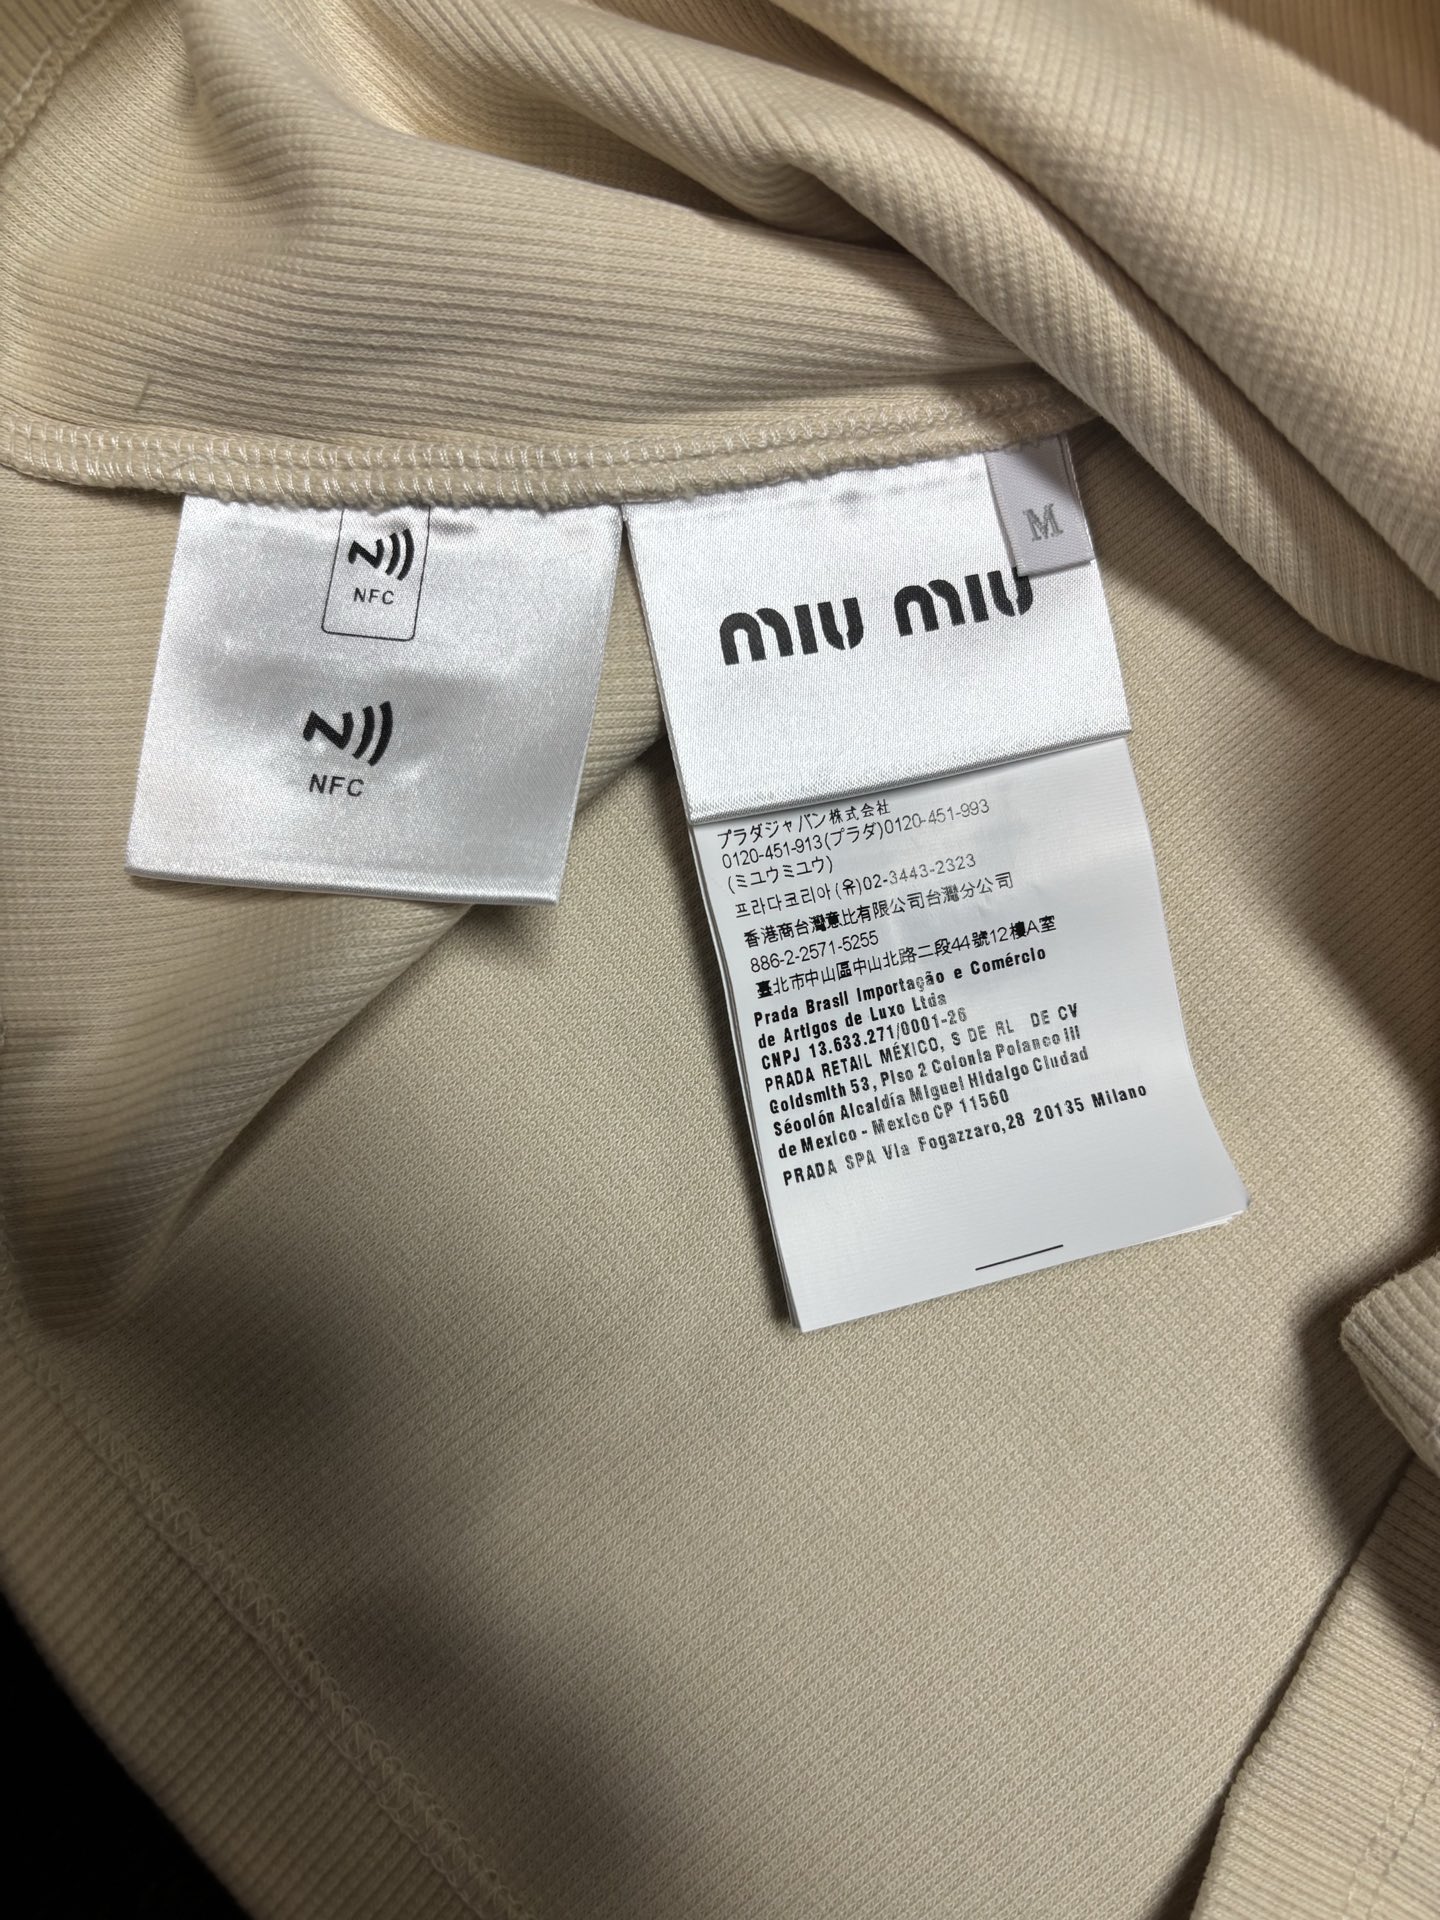 NFC
NFC
M
MIU MIU
プラダジャパン株式会社
0120-451-913(プラダ)0120-451-993
(ミユウミユウ)
프라다코리아(유)02-3443-2323
香港商台灣意比有限公司台灣分公司
886-2-2571-5255
臺北市中山區中山北路二段44號12樓A室
Prada Brasil Importação e Comércio
de Artigos de Luxo Ltda
CNPJ 13.633.271/0001-26
PRADA RETAIL MÉXICO, S DE RL DE CV
Goldsmith 53, Piso 2 Colonia Polanco III
Séoolón Alcaldía Miguel Hidalgo Ciudad
de Mexico - Mexico CP 11560
PRADA SPA Via Fogazzaro,28 20135 Milano